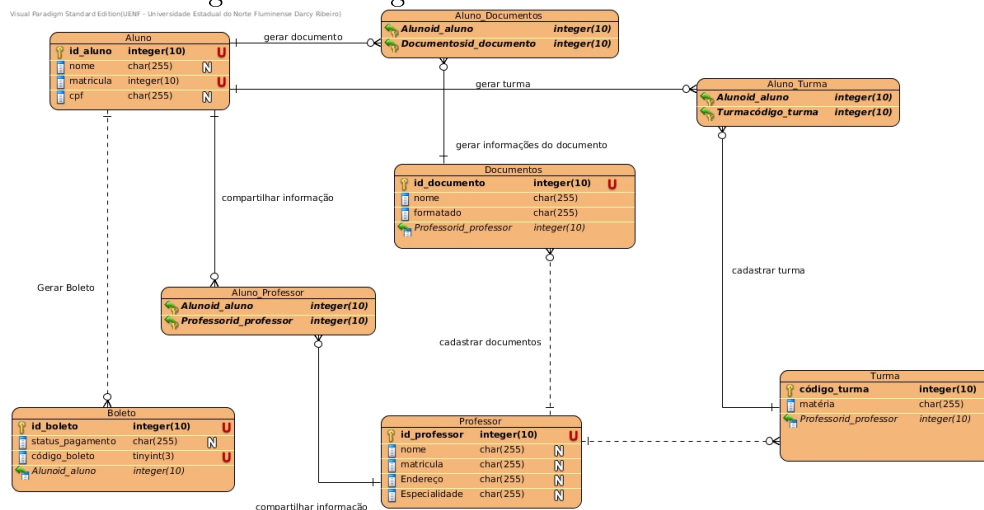 Visual Paradigm Standard Edition(UENF - Universidade Estadual do Norte Fluminense Darcy Ribeiro)
Aluno_Documentos
Alunoid_aluno integer(10)
Documentosid_documento integer(10)
Aluno
id_aluno integer(10) U
nome char(255) N
matricula integer(10) U
cpf char(255) N
gerar documento
gerar turma
Aluno_Turma
Alunoid_aluno integer(10)
Turmacódigo_turma integer(10)
gerar informações do documento
Documentos
id_documento integer(10) U
nome char(255)
formatado char(255)
Professorid_professor integer(10)
compartilhar informação
cadastrar turma
Gerar Boleto
Aluno_Professor
Alunoid_aluno integer(10)
Professorid_professor integer(10)
cadastrar documentos
Turma
código_turma integer(10)
matéria char(255)
Professorid_professor integer(10)
Boleto
id_boleto integer(10) U
status_pagamento char(255) N
código_boleto tinyint(3) U
Alunoid_aluno integer(10)
Professor
id_professor integer(10) U
nome char(255) N
matricula char(255) N
Endereço char(255) N
Especialidade char(255) N
compartilhar informação